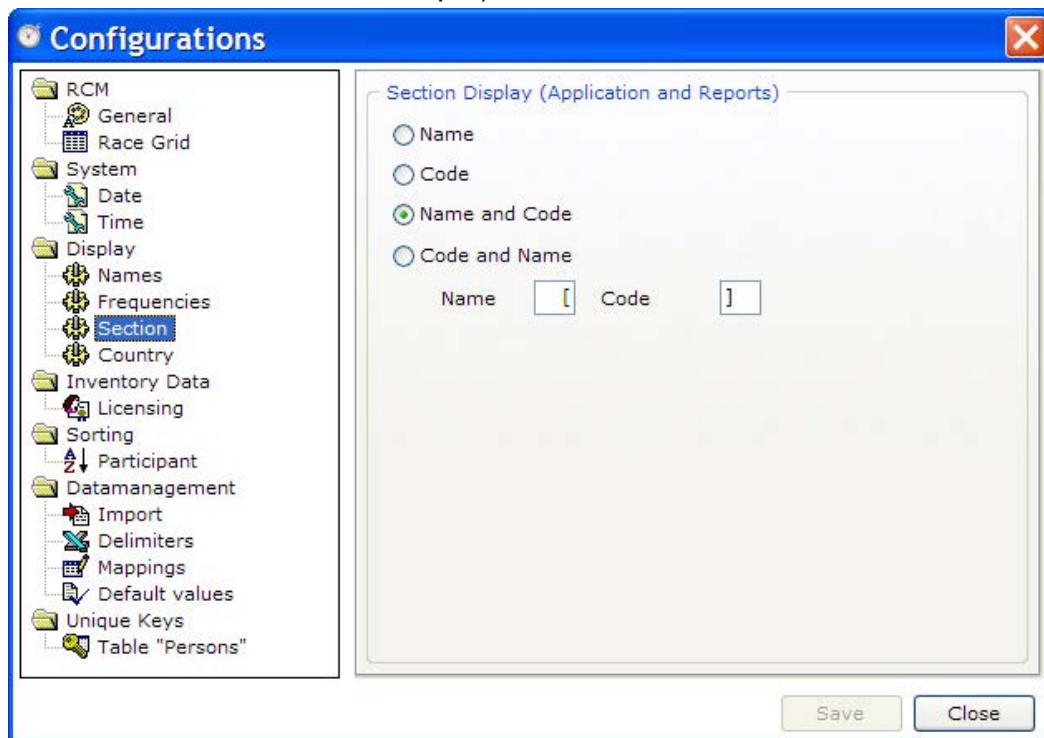 Configurations
RCM
General
Race Grid
System
Date
Time
Display
Names
Frequencies
Section
Country
Inventory Data
Licensing
Sorting
Participant
Datamanagement
Import
Delimiters
Mappings
Default values
Unique Keys
Table "Persons"
Section Display (Application and Reports)
Name
Code
Name and Code
Code and Name
Name [ Code ]
Save Close